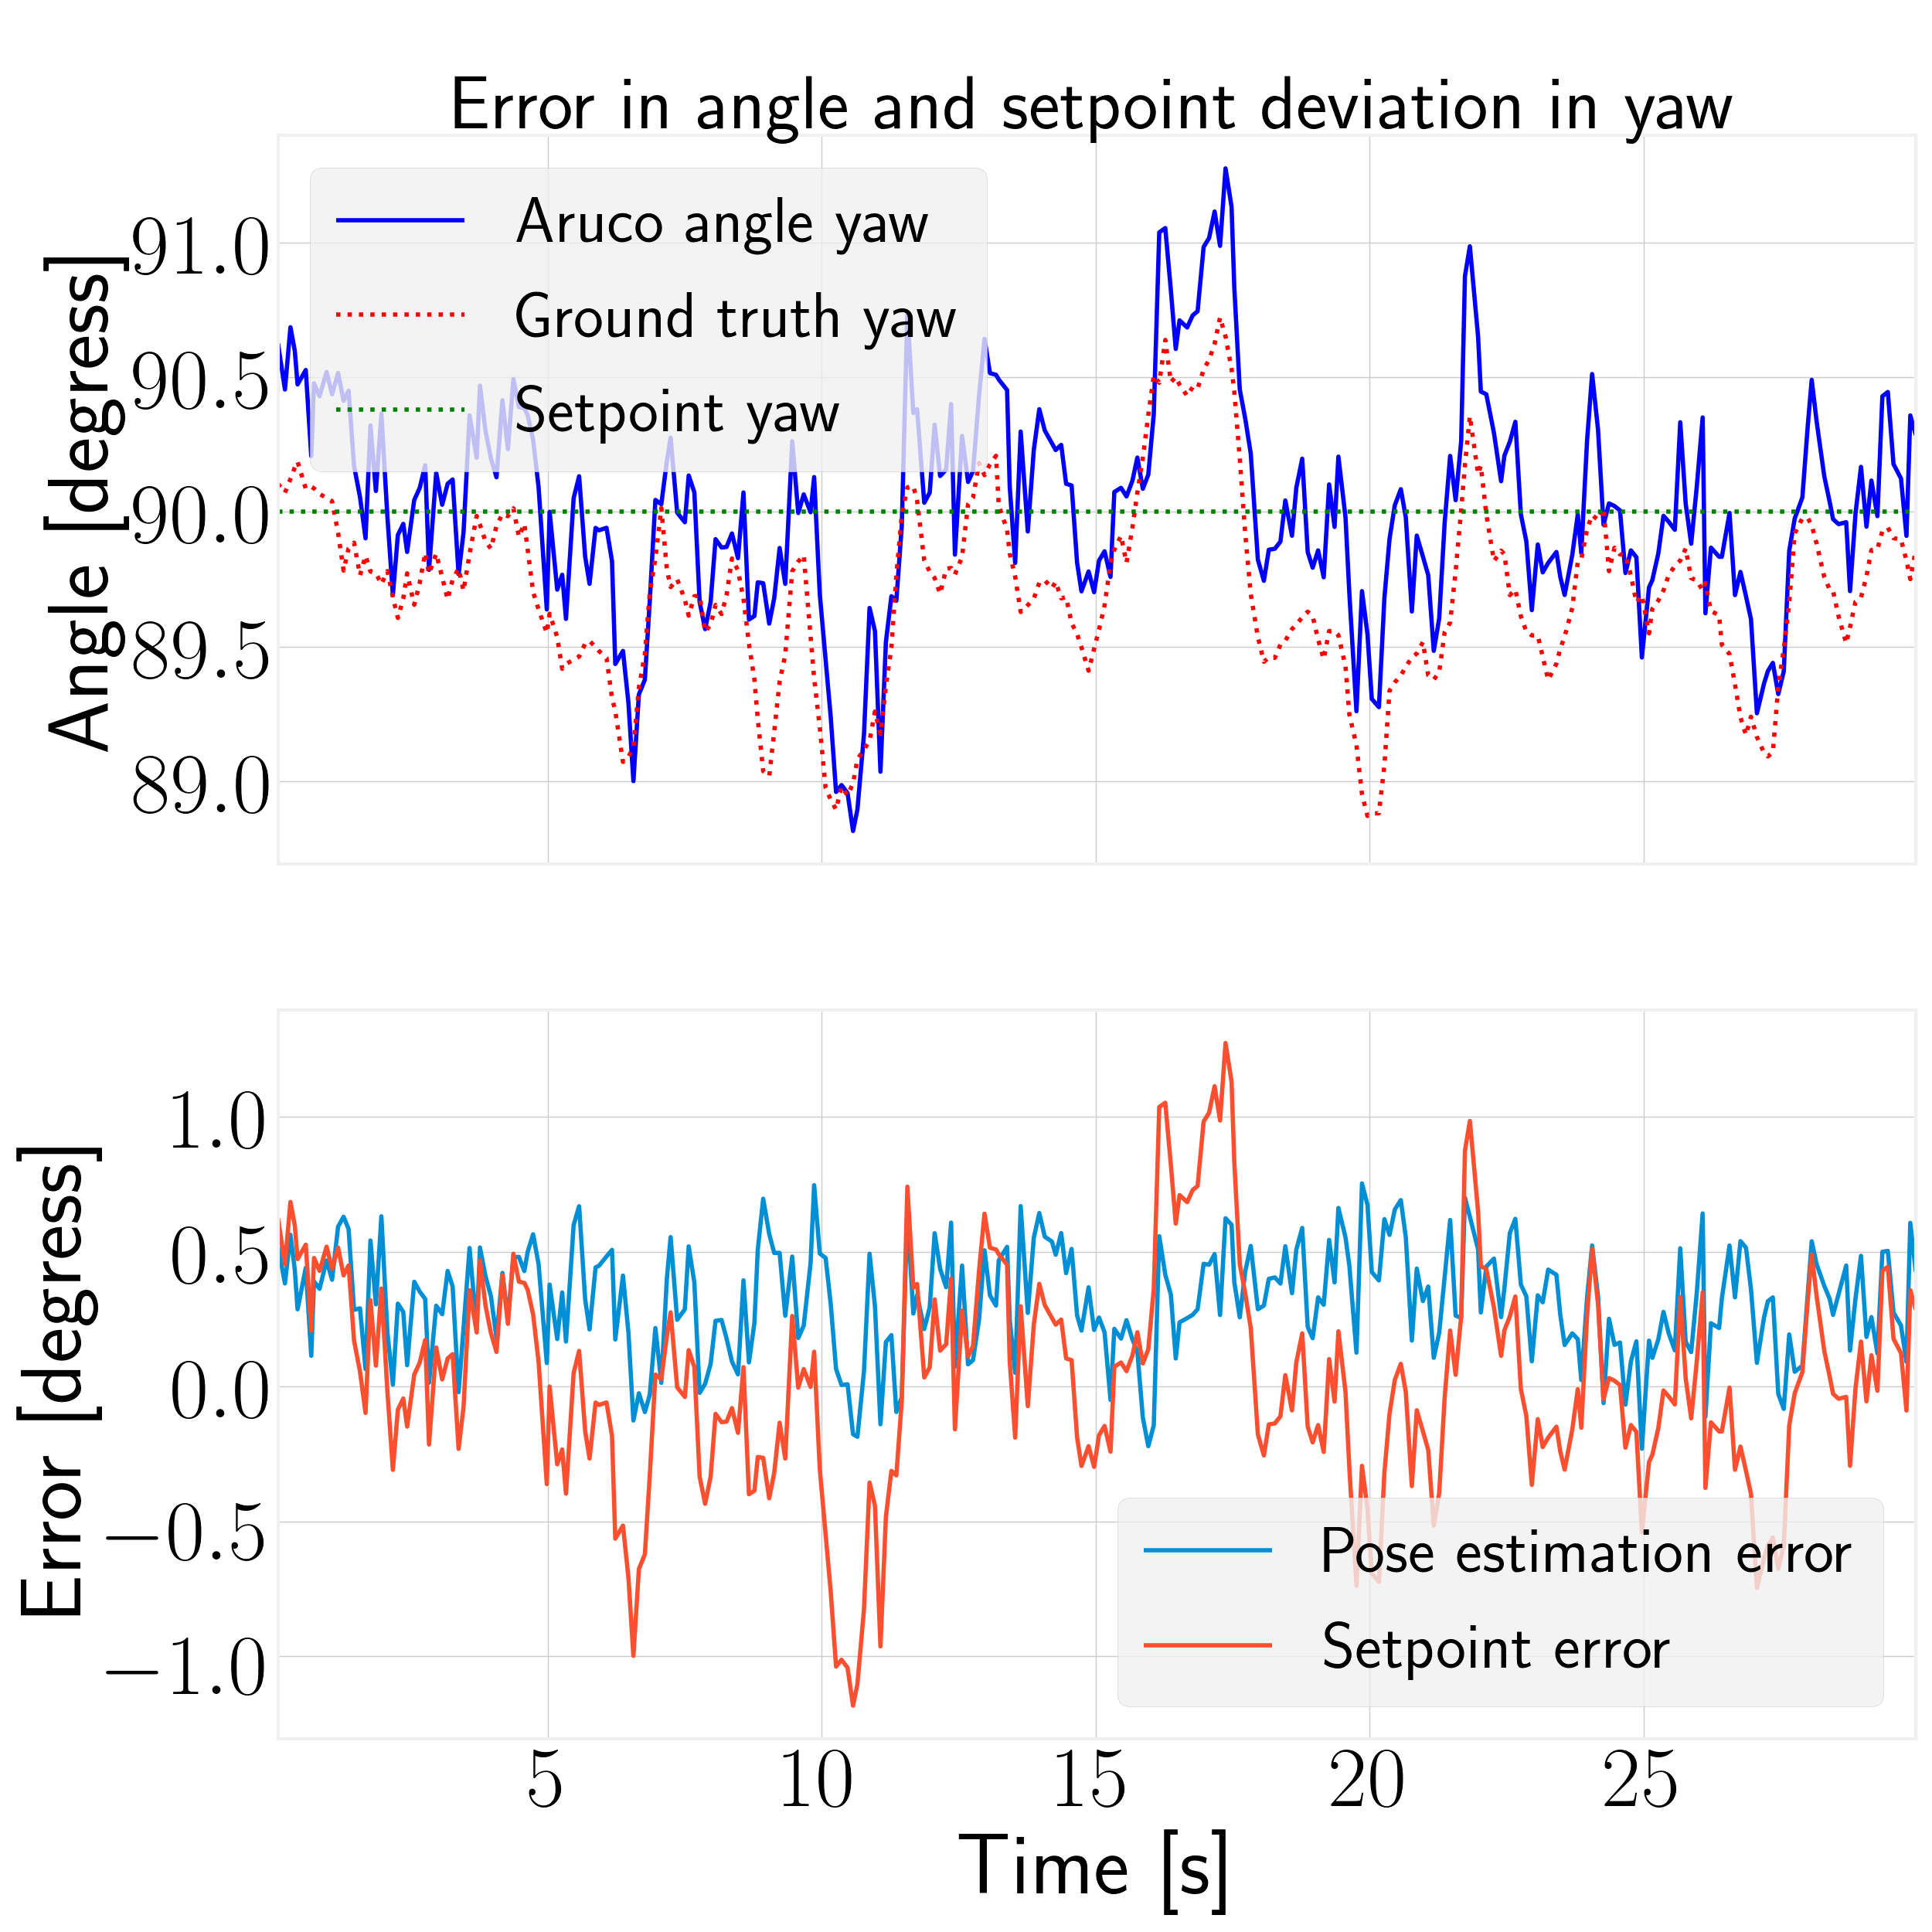 Error in angle and setpoint deviation in yaw
Angle [degress]
91.0
90.5
90.0
89.5
89.0
Aruco angle yaw
Ground truth yaw
Setpoint yaw
Error [degress]
1.0
0.5
0.0
−0.5
−1.0
Pose estimation error
Setpoint error
5 10 15 20 25
Time [s]